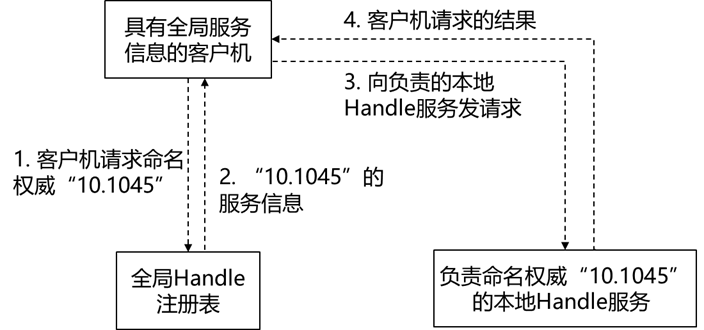 具有全局服务
信息的客户机
4. 客户机请求的结果
3. 向负责的本地
Handle服务发请求
1. 客户机请求命名
权威“10.1045”
2. “10.1045”的
服务信息
全局Handle
注册表
负责命名权威“10.1045”
的本地Handle服务